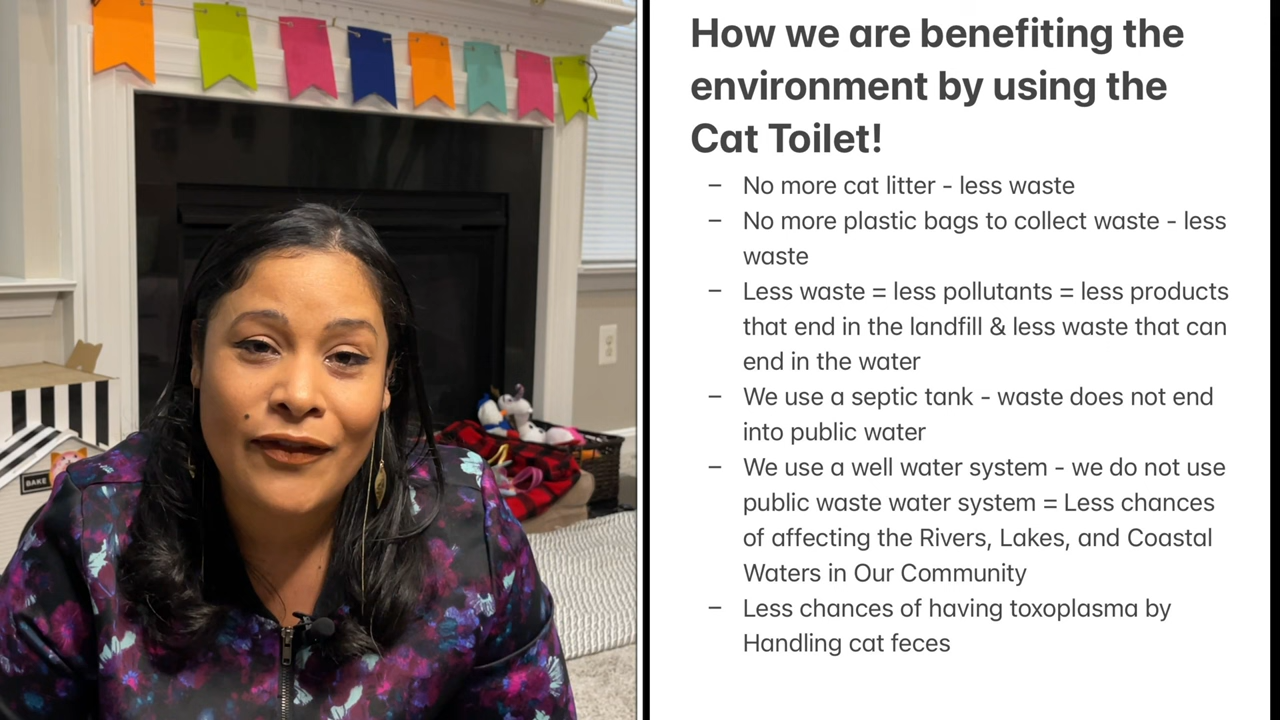 How we are benefiting the
environment by using the
Cat Toilet!
– No more cat litter - less waste
– No more plastic bags to collect waste - less
waste
– Less waste = less pollutants = less products
that end in the landfill & less waste that can
end in the water
– We use a septic tank - waste does not end
into public water
– We use a well water system - we do not use
public waste water system = Less chances
of affecting the Rivers, Lakes, and Coastal
Waters in Our Community
– Less chances of having toxoplasma by
Handling cat feces
BAKE